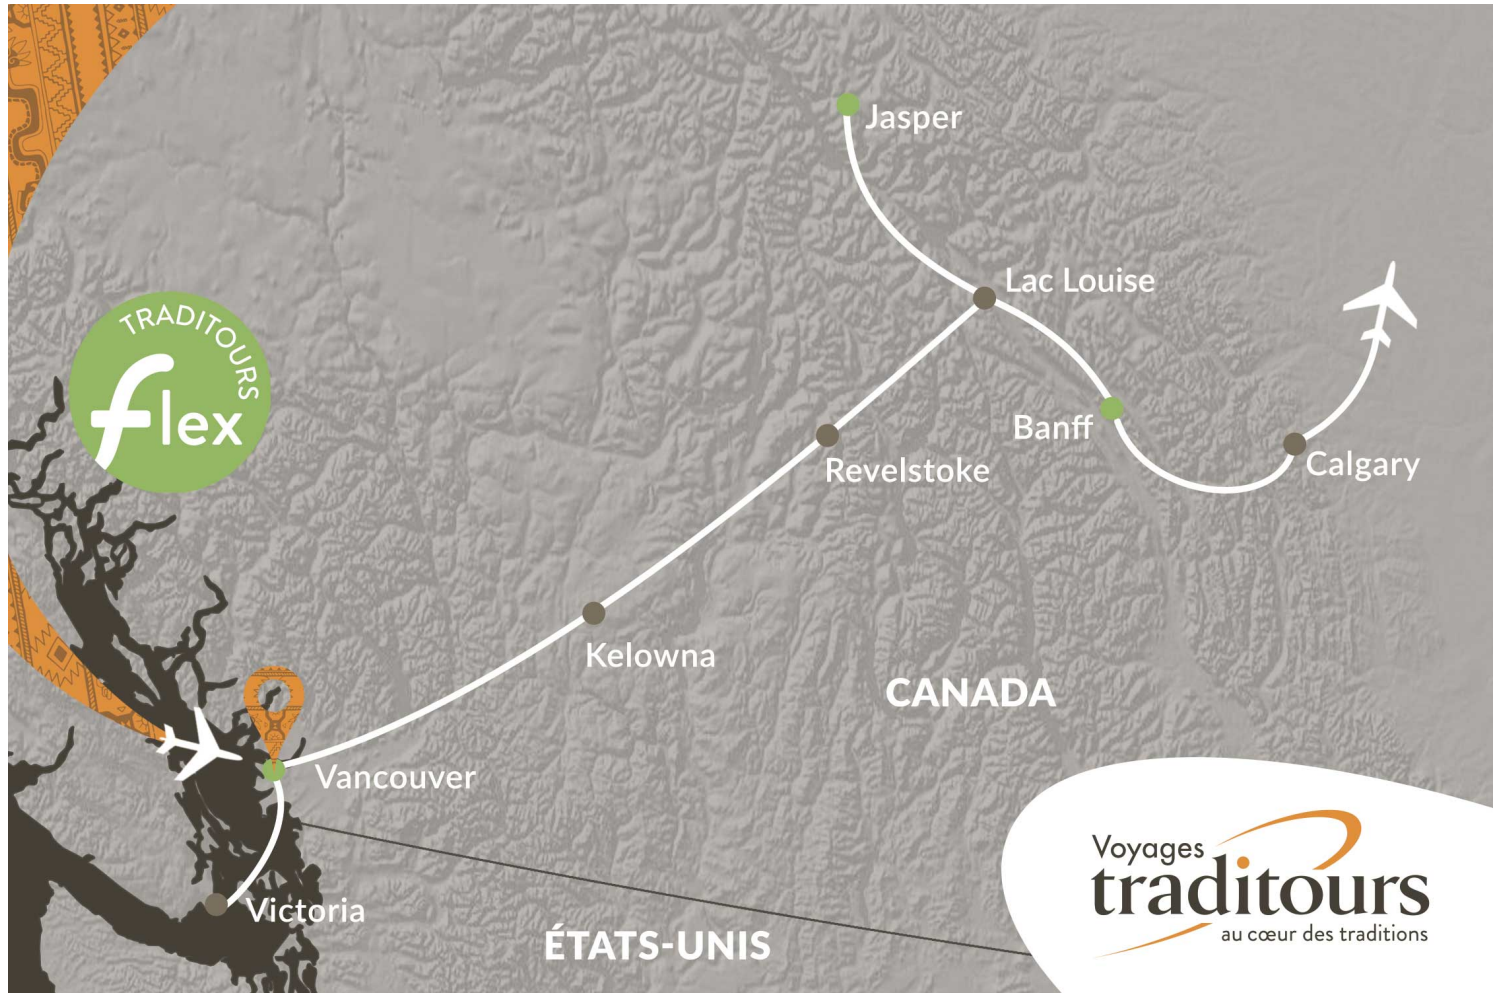 Jasper
Lac Louise
TRADITOURS
flex
Banff
Calgary
Revelstoke
Kelowna
CANADA
Vancouver
Victoria
ÉTATS-UNIS
Voyages
traditours
au cœur des traditions